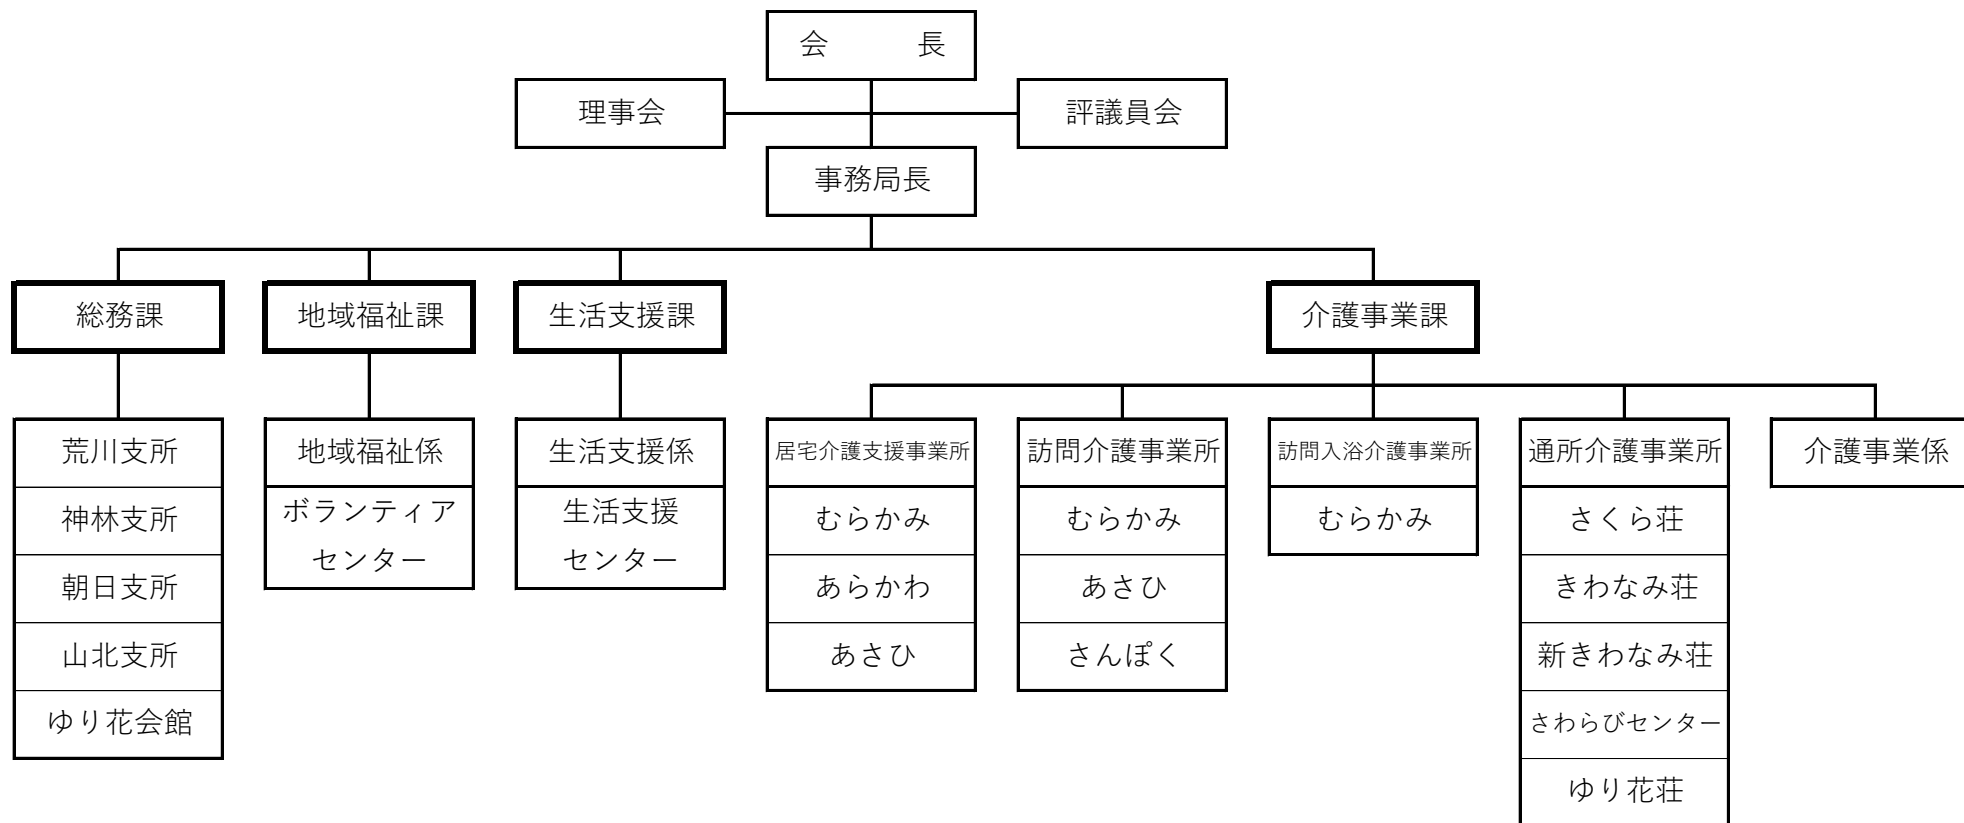 会　　　長
理事会
評議員会
事務局長
総務課
地域福祉課
生活支援課
介護事業課
荒川支所
神林支所
朝日支所
山北支所
ゆり花会館
地域福祉係
ボランティア
センター
生活支援係
生活支援
センター
居宅介護支援事業所
むらかみ
あらかわ
あさひ
訪問介護事業所
むらかみ
あさひ
さんぽく
訪問入浴介護事業所
むらかみ
通所介護事業所
さくら荘
きわなみ荘
新きわなみ荘
さわらびセンター
ゆり花荘
介護事業係